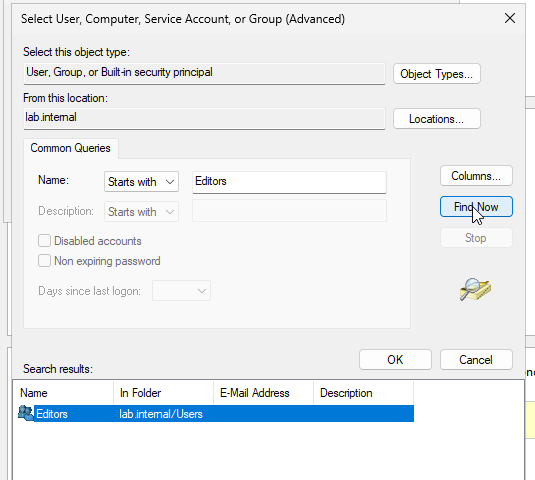 Select User, Computer, Service Account, or Group (Advanced)
Select this object type:
User, Group, or Built-in security principal
Object Types...
From this location:
lab.internal
Locations...
Common Queries
Name:
Starts with
Editors
Columns...
Description:
Starts with
Find Now
Disabled accounts
Stop
Non expiring password
Days since last logon:
OK
Cancel
Search results:
Name In Folder E-Mail Address Description
Editors lab.internal/Users